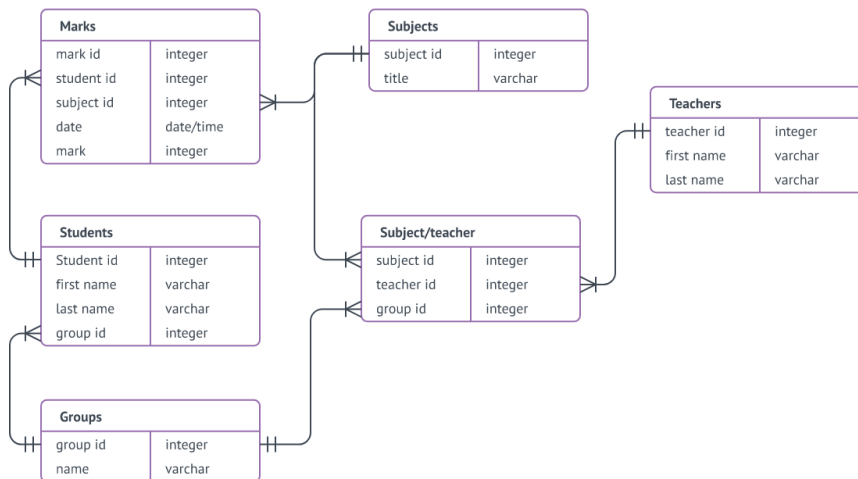 Marks
mark id integer
student id integer
subject id integer
date date/time
mark integer
Subjects
subject id integer
title varchar
Teachers
teacher id integer
first name varchar
last name varchar
Students
Student id integer
first name varchar
last name varchar
group id integer
Subject/teacher
subject id integer
teacher id integer
group id integer
Groups
group id integer
name varchar